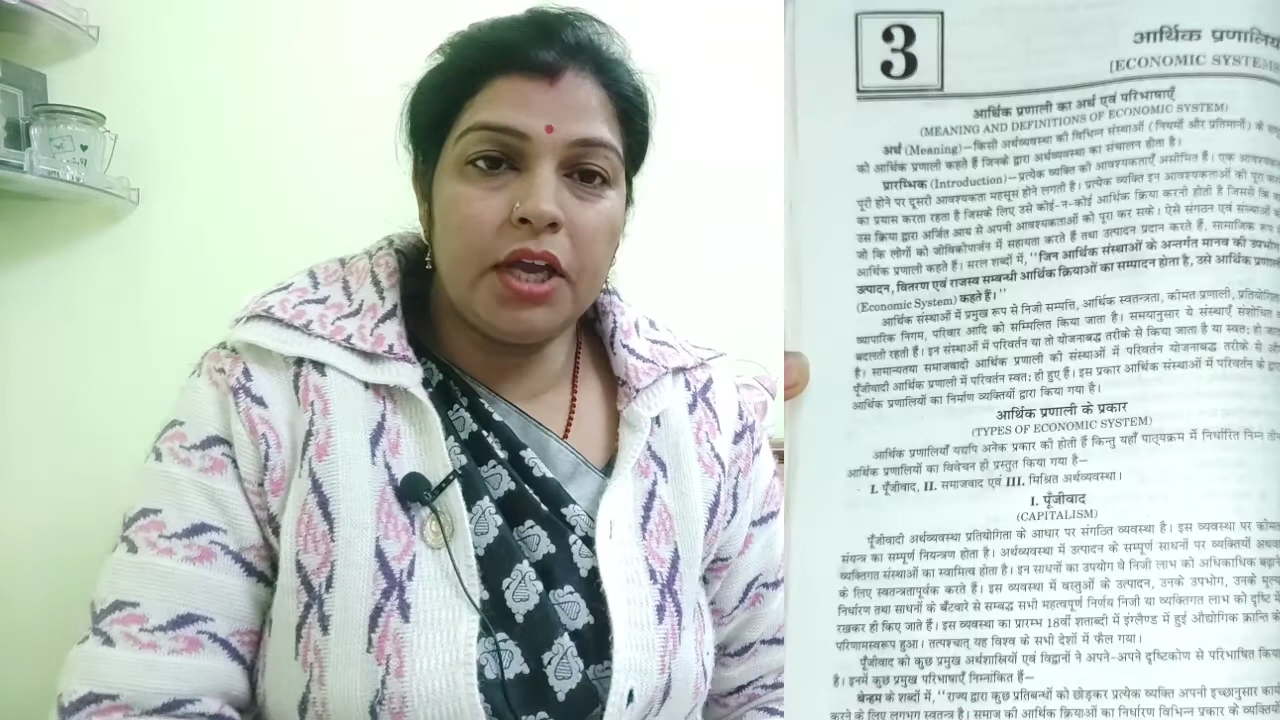 3
आर्थिक प्रणालियाँ
[ECONOMIC SYSTEMS
आर्थिक प्रणाली का अर्थ एवं परिभाषाएँ
(MEANING AND DEFINITIONS OF ECONOMIC SYSTEM)
अर्थ (Meaning)—किसी अर्थव्यवस्था की विभिन्न संस्थाओं (नियमों और प्रतिमानों) के
को आर्थिक प्रणाली कहते हैं जिनके द्वारा अर्थव्यवस्था का संचालन होता है।
प्रारम्भिक (Introduction)—प्रत्येक व्यक्ति की आवश्यकताएँ असीमित हैं। एक
पूरी होने पर दूसरी आवश्यकता महसूस होने लगती है। प्रत्येक व्यक्ति इन आवश्यकताओं को पूरा
का प्रयास करता रहता है जिसके लिए उसे कोई-न-कोई आर्थिक क्रिया करनी होती है जिससे कि
उस क्रिया द्वारा अर्जित आय से अपनी आवश्यकताओं को पूरा कर सके। ऐसे संगठन एवं संस्थाओं
जो कि लोगों को जीविकोपार्जन में सहायता करते हैं तथा उत्पादन प्रदान करते हैं, सामाजिक रूप
आर्थिक प्रणाली कहते हैं। सरल शब्दों में, ‘‘जिन आर्थिक संस्थाओं के अन्तर्गत मानव की
उत्पादन, वितरण एवं राजस्व सम्बन्धी आर्थिक क्रियाओं का सम्पादन होता है, उसे आर्थिक
(Economic System) कहते हैं।’’
आर्थिक संस्थाओं में प्रमुख रूप से निजी सम्पत्ति, आर्थिक स्वतन्त्रता, कीमत प्रणाली,
व्यापारिक निगम, परिवार आदि को सम्मिलित किया जाता है। समयानुसार ये संस्थाएँ संशोधित
बदलती रहती हैं। इन संस्थाओं में परिवर्तन या तो योजनाबद्ध तरीके से किया जाता है या स्वतः हो
है। सामान्यतया समाजवादी आर्थिक प्रणाली की संस्थाओं में परिवर्तन योजनाबद्ध तरीके से
पूँजीवादी आर्थिक प्रणाली में परिवर्तन स्वतः ही हुए हैं। इस प्रकार आर्थिक संस्थाओं में परिवर्तन के
आर्थिक प्रणालियों का निर्माण व्यक्तियों द्वारा किया गया है।
आर्थिक प्रणाली के प्रकार
(TYPES OF ECONOMIC SYSTEM)
आर्थिक प्रणालियाँ यद्यपि अनेक प्रकार की होती हैं किन्तु यहाँ पाठ्यक्रम में निर्धारित निम्न
आर्थिक प्रणालियों का विवेचन ही प्रस्तुत किया गया है—
I. पूँजीवाद, II. समाजवाद एवं III. मिश्रित अर्थव्यवस्था।
I. पूँजीवाद
(CAPITALISM)
पूँजीवादी अर्थव्यवस्था प्रतियोगिता के आधार पर संगठित व्यवस्था है। इस व्यवस्था पर कीमत
संयन्त्र का सम्पूर्ण नियन्त्रण होता है। अर्थव्यवस्था में उत्पादन के सम्पूर्ण साधनों पर व्यक्तियों अथवा
व्यक्तिगत संस्थाओं का स्वामित्व होता है। इन साधनों का उपयोग वे निजी लाभ को अधिकाधिक बढ़ाने
के लिए स्वतन्त्रतापूर्वक करते हैं। इस व्यवस्था में वस्तुओं के उत्पादन, उनके उपभोग, उनके मूल्य
निर्धारण तथा साधनों के बँटवारे से सम्बद्ध सभी महत्वपूर्ण निर्णय निजी या व्यक्तिगत लाभ को दृष्टि में
रखकर ही किए जाते हैं। इस व्यवस्था का प्रारम्भ 18वीं शताब्दी में इंग्लैण्ड में हुई औद्योगिक क्रान्ति के
परिणामस्वरूप हुआ। तत्पश्चात् यह विश्व के सभी देशों में फैल गया।
पूँजीवाद को कुछ प्रमुख अर्थशास्त्रियों एवं विद्वानों ने अपने-अपने दृष्टिकोण से परिभाषित किया
है। इनमें कुछ प्रमुख परिभाषाएँ निम्नांकित हैं—
बेन्हम के शब्दों में, ‘‘राज्य द्वारा कुछ प्रतिबन्धों को छोड़कर प्रत्येक व्यक्ति अपनी इच्छानुसार कार्य
करने के लिए लगभग स्वतन्त्र है। समाज की आर्थिक क्रियाओं का निर्धारण विभिन्न प्रकार के व्यक्तियों